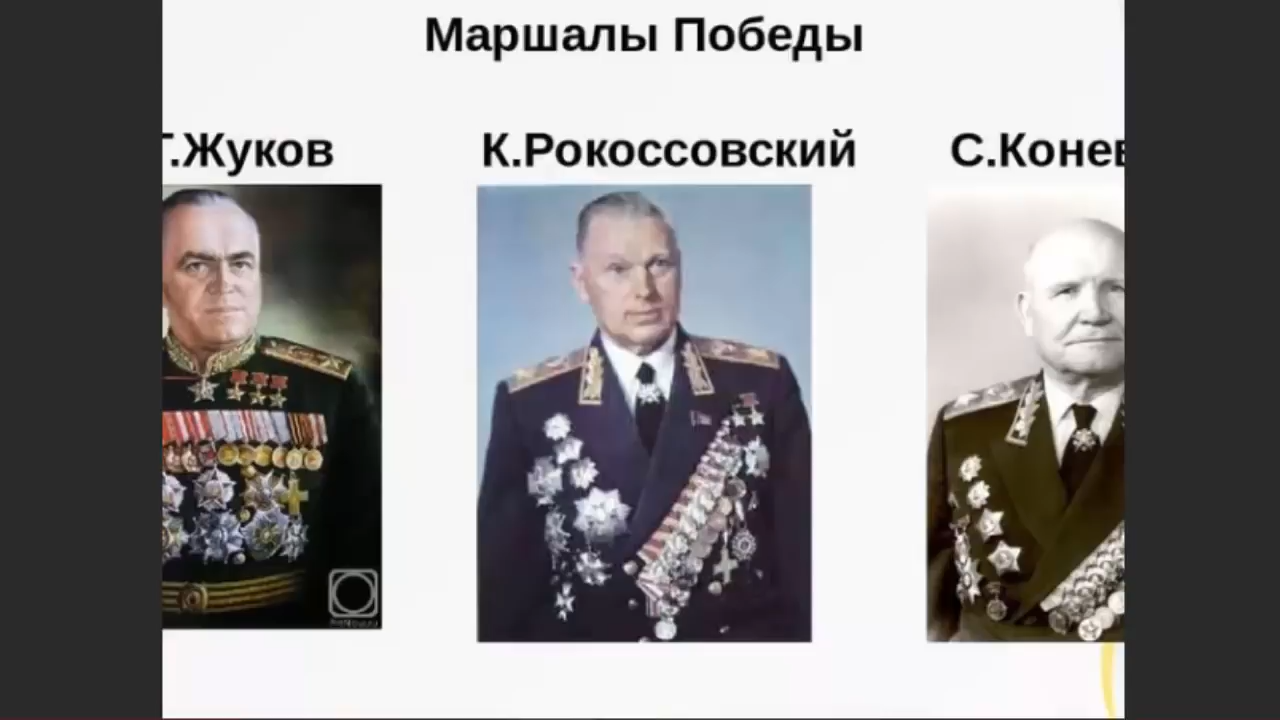 Маршалы Победы
Г.Жуков К.Рокоссовский С.Конев